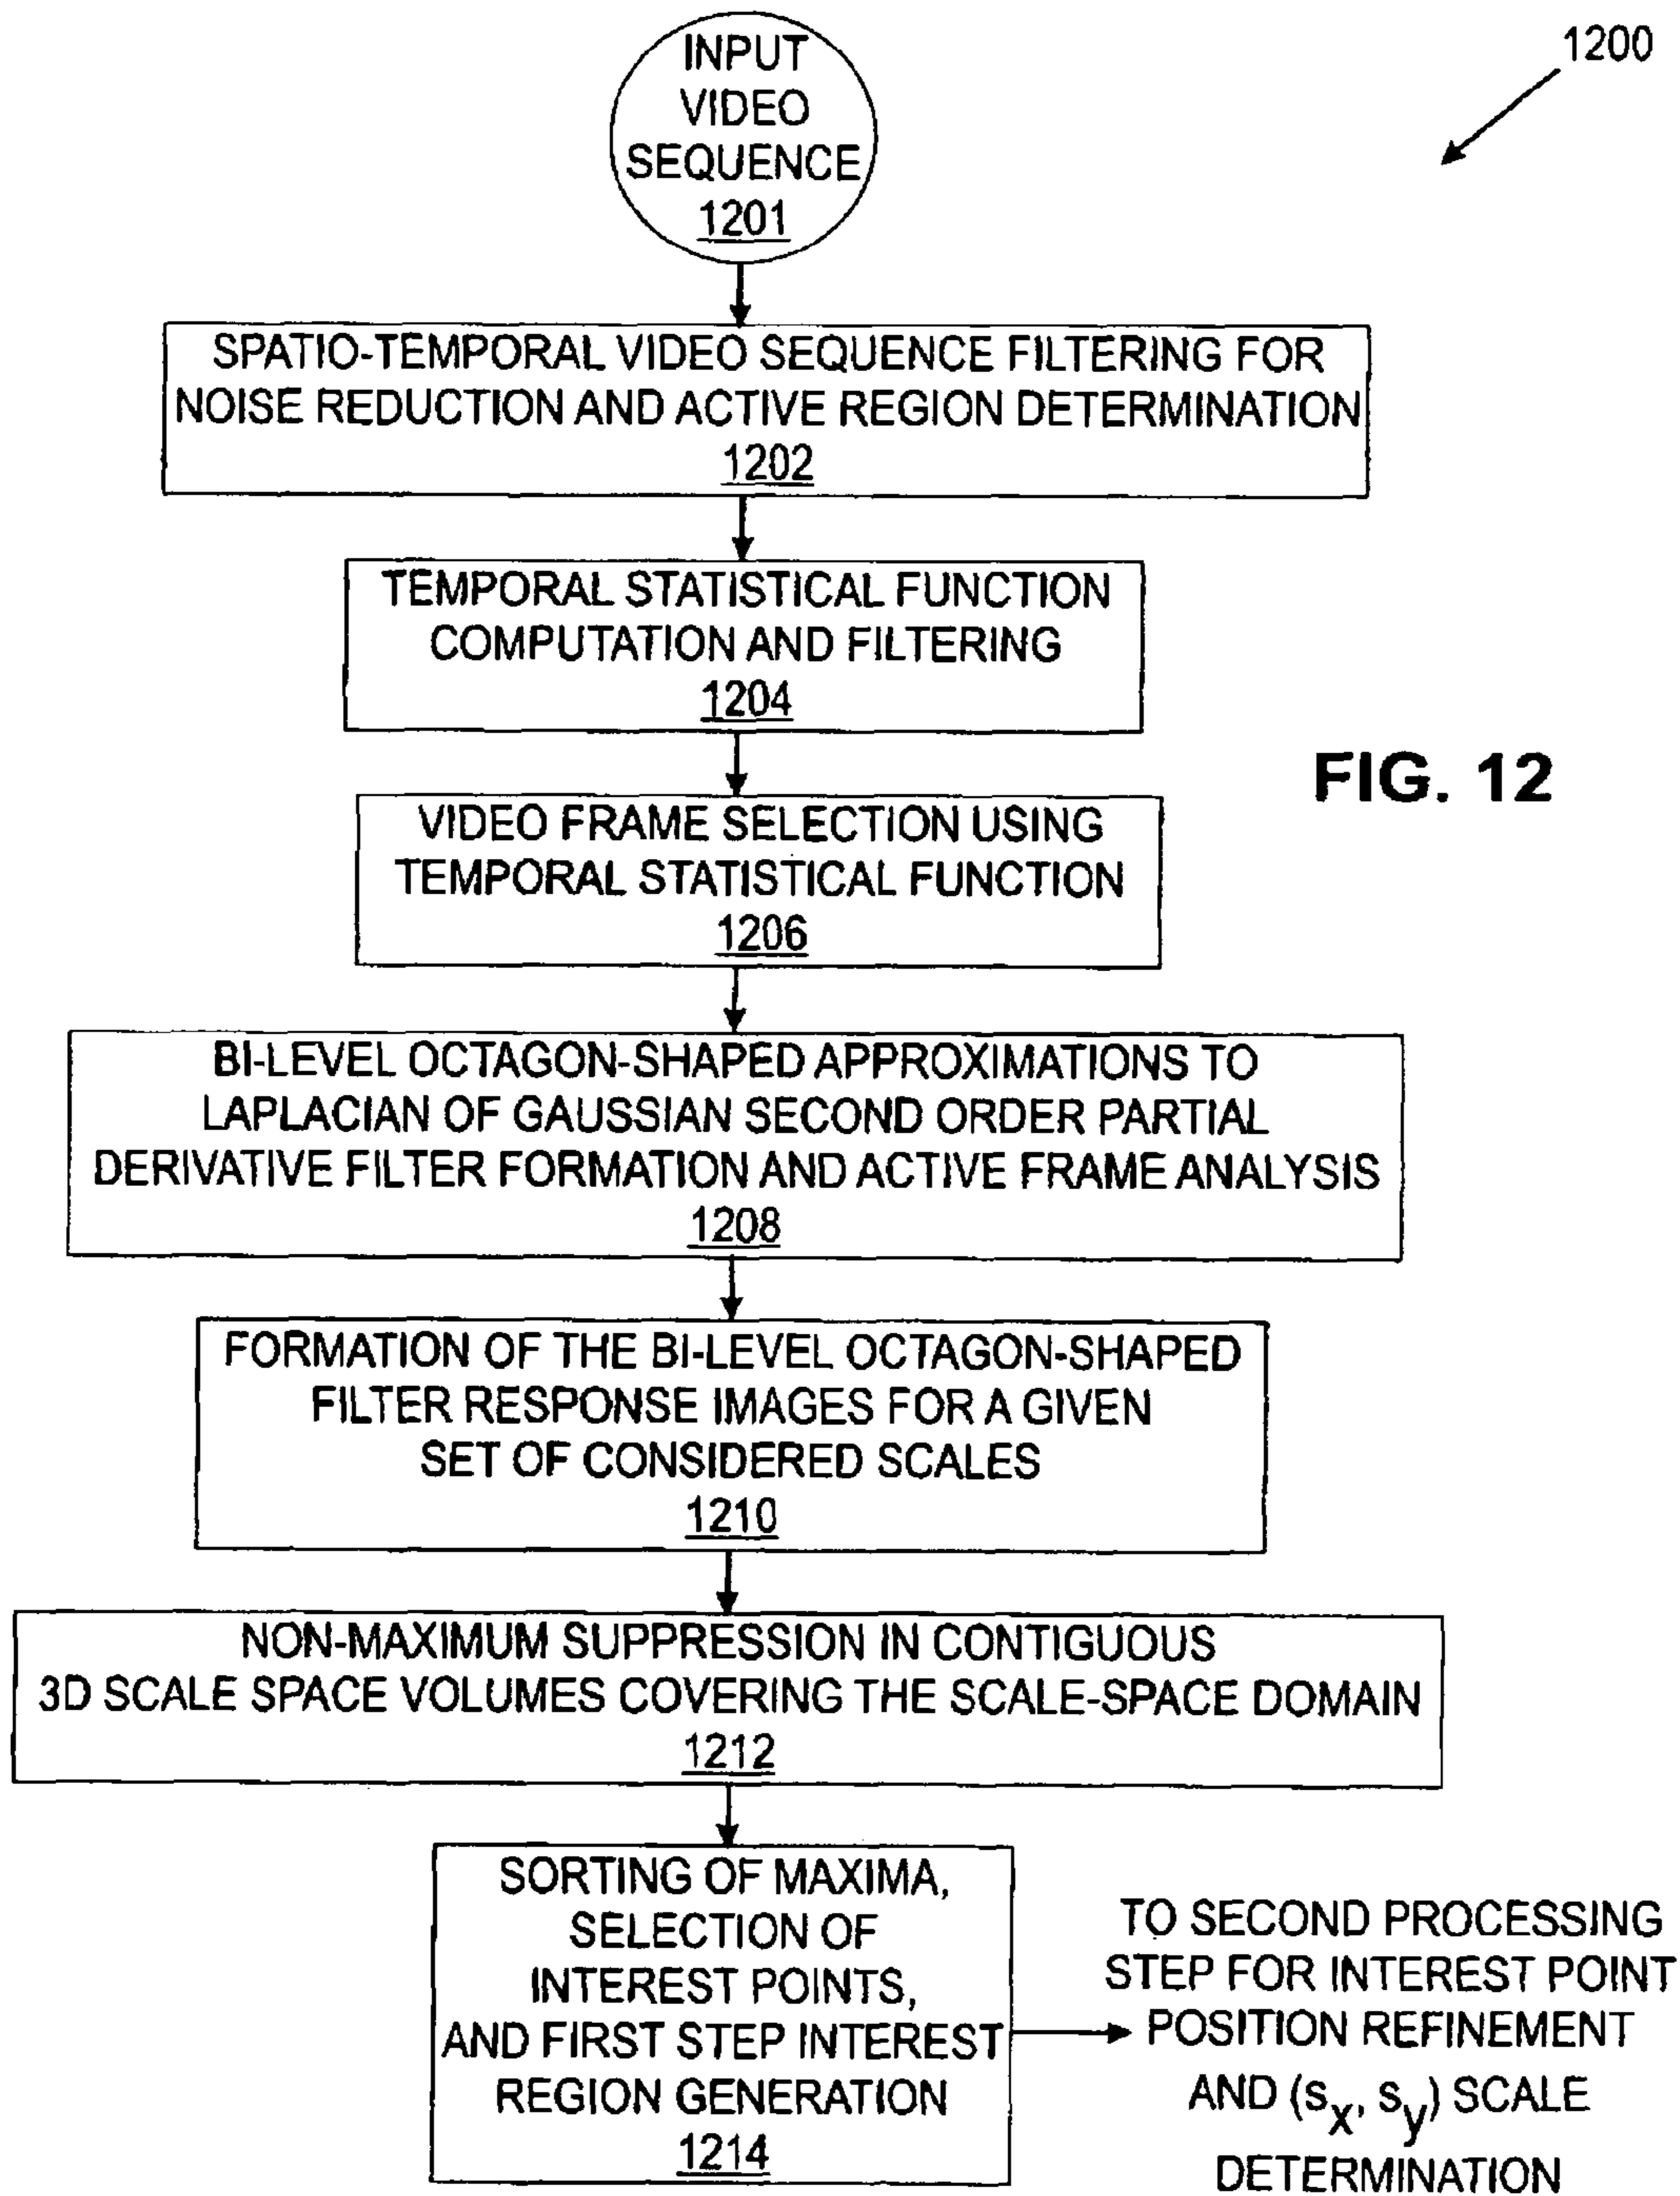 1200
INPUT
VIDEO
SEQUENCE
1201
SPATIO-TEMPORAL VIDEO SEQUENCE FILTERING FOR
NOISE REDUCTION AND ACTIVE REGION DETERMINATION
1202
TEMPORAL STATISTICAL FUNCTION
COMPUTATION AND FILTERING
1204
FIG. 12
VIDEO FRAME SELECTION USING
TEMPORAL STATISTICAL FUNCTION
1206
BI-LEVEL OCTAGON-SHAPED APPROXIMATIONS TO
LAPLACIAN OF GAUSSIAN SECOND ORDER PARTIAL
DERIVATIVE FILTER FORMATION AND ACTIVE FRAME ANALYSIS
1208
FORMATION OF THE BI-LEVEL OCTAGON-SHAPED
FILTER RESPONSE IMAGES FOR A GIVEN
SET OF CONSIDERED SCALES
1210
NON-MAXIMUM SUPPRESSION IN CONTIGUOUS
3D SCALE SPACE VOLUMES COVERING THE SCALE-SPACE DOMAIN
1212
SORTING OF MAXIMA,
SELECTION OF
INTEREST POINTS,
AND FIRST STEP INTEREST
REGION GENERATION
1214
TO SECOND PROCESSING
STEP FOR INTEREST POINT
POSITION REFINEMENT
AND (sx, sy) SCALE
DETERMINATION